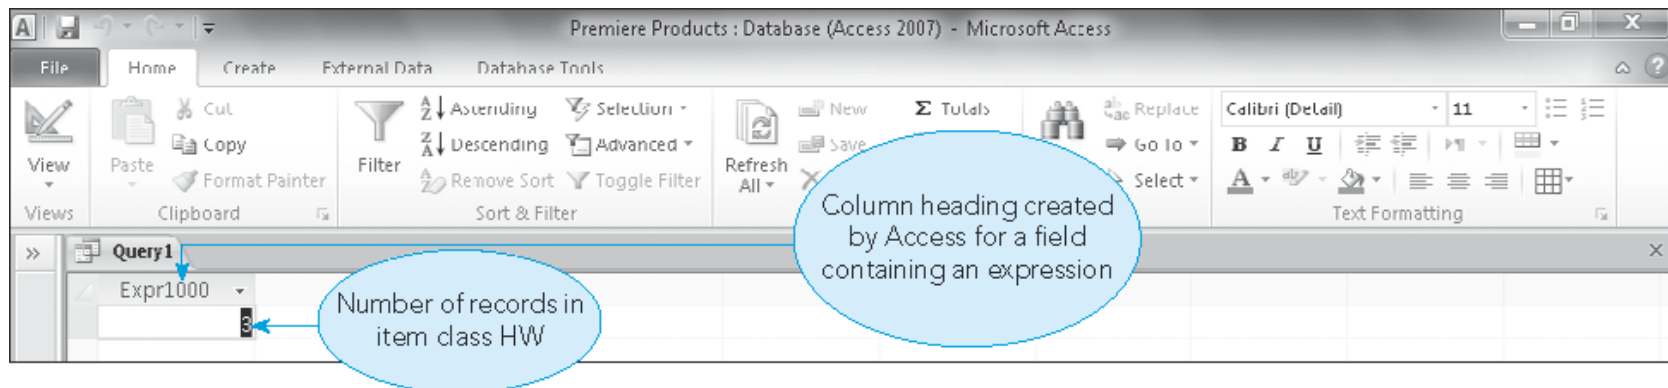 Premiere Products : Database (Access 2007) - Microsoft Access
File Home Create External Data Database Tools
Cut Ascending Selection New Σ Totals Replace Calibri (Detail) 11
Copy Descending Advanced Save Go To B I U
View Paste Format Painter Filter Remove Sort Toggle Filter Refresh All Select A
Views Clipboard Sort & Filter Text Formatting
Column heading created
by Access for a field
containing an expression
Query1
Expr1000
3
Number of records in
item class HW